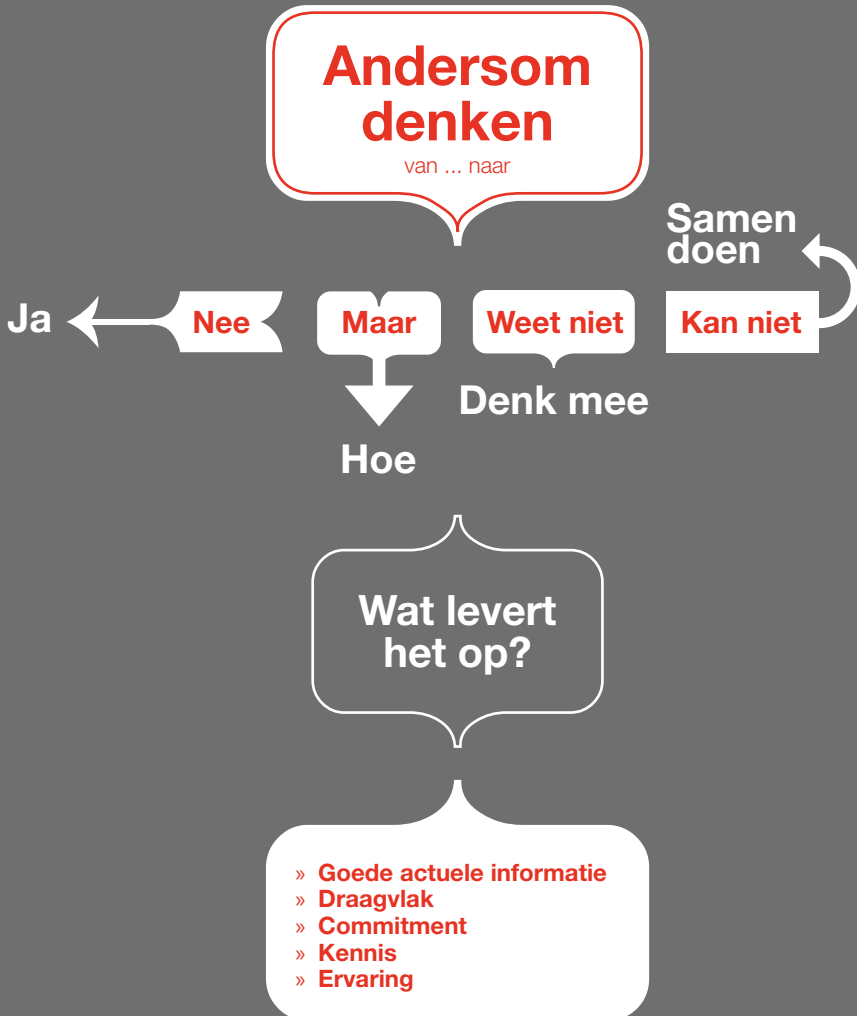 Andersom
denken
van ... naar
Samen
doen
Ja
Nee
Maar
Weet niet
Kan niet
Denk mee
Hoe
Wat levert
het op?
» Goede actuele informatie
» Draagvlak
» Commitment
» Kennis
» Ervaring